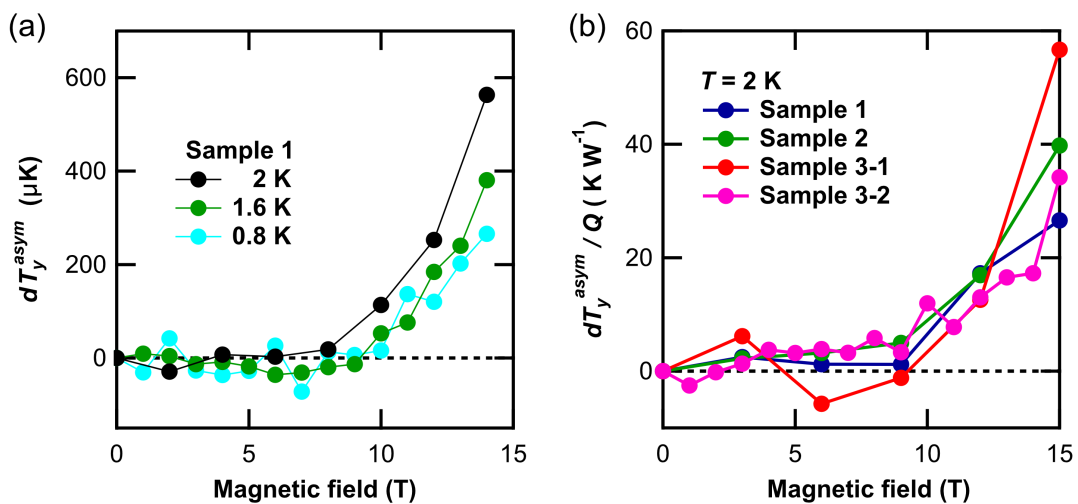 (a)
600
400
200
0
dT_y^asym (μK)
Sample 1
2 K
1.6 K
0.8 K
0 5 10 15
Magnetic field (T)
(b)
60
40
20
0
dT_y^asym / Q ( K W^-1)
T = 2 K
Sample 1
Sample 2
Sample 3-1
Sample 3-2
0 5 10 15
Magnetic field (T)